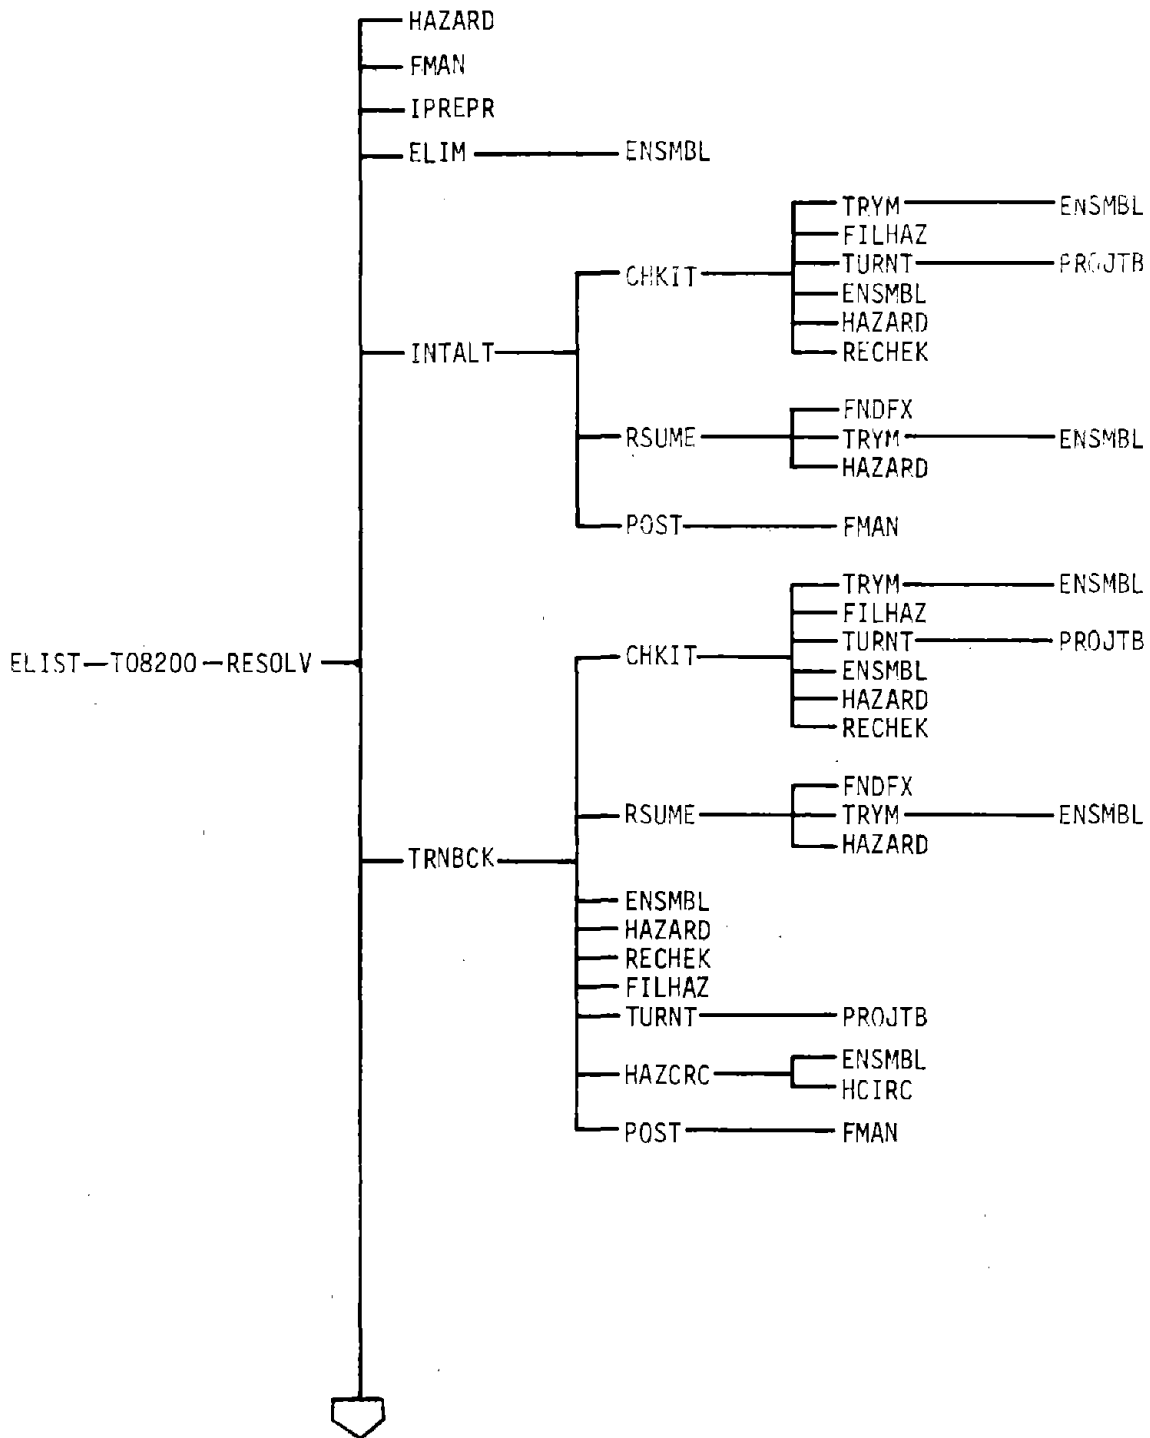 HAZARD
FMAN
IPREPR
ELIM ENSMBL
TRYM ENSMBL
FILHAZ
CHKIT TURNT PROJTB
ENSMBL
HAZARD
INTALT RECHEK
FNDFX
RSUME TRYM ENSMBL
HAZARD
POST FMAN
TRYM ENSMBL
FILHAZ
TURNT PROJTB
ELIST—T08200—RESOLV CHKIT ENSMBL
HAZARD
RECHEK
FNDFX
RSUME TRYM ENSMBL
HAZARD
TRNBCK
ENSMBL
HAZARD
RECHEK
FILHAZ
TURNT PROJTB
ENSMBL
HAZCRC
HCIRC
POST FMAN